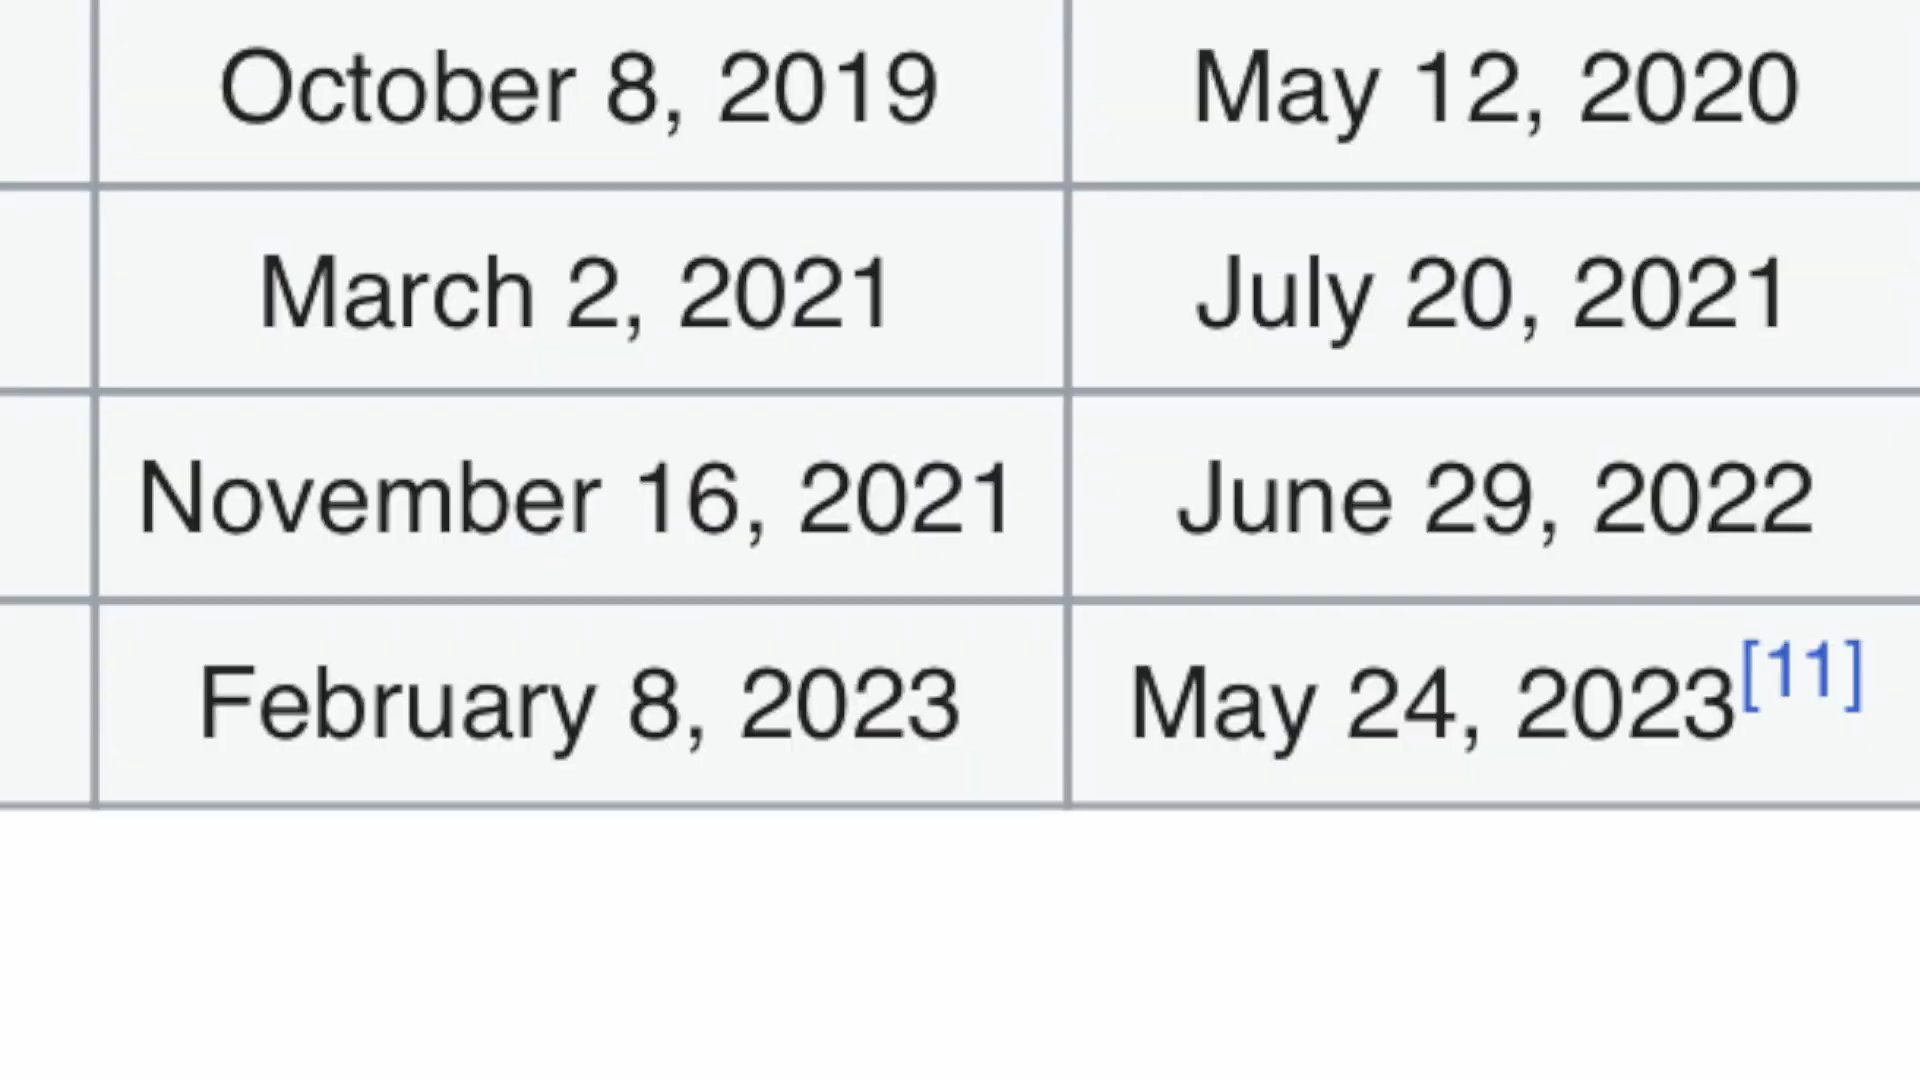 October 8, 2019 May 12, 2020
March 2, 2021 July 20, 2021
November 16, 2021 June 29, 2022
February 8, 2023 May 24, 2023[11]